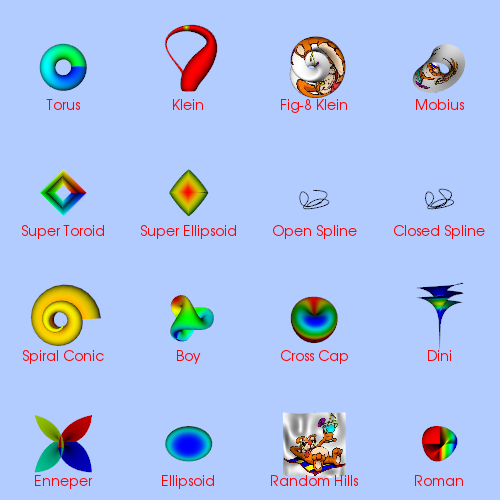 Torus
Klein
Fig-8 Klein
Mobius
Super Toroid
Super Ellipsoid
Open Spline
Closed Spline
Spiral Conic
Boy
Cross Cap
Dini
Enneper
Ellipsoid
Random Hills
Roman